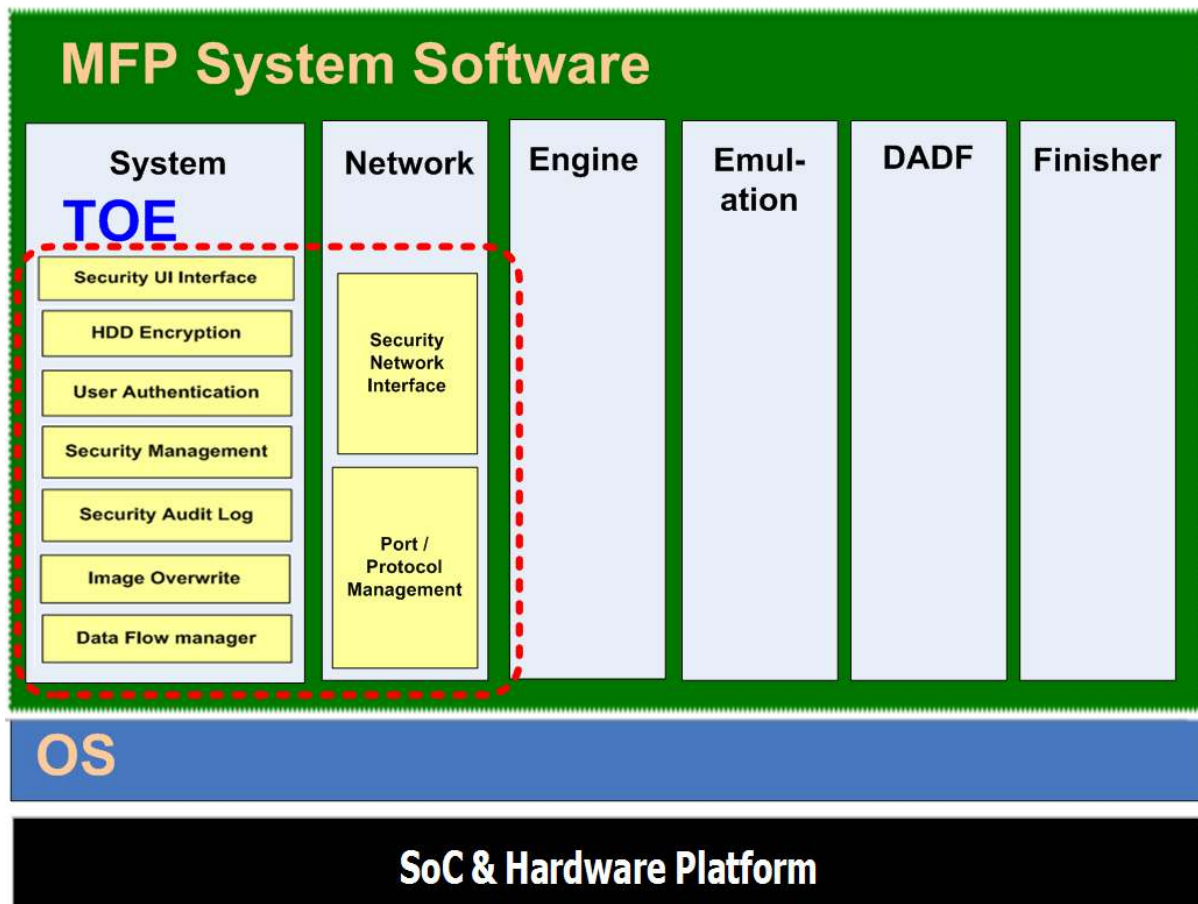 MFP System Software
System
TOE
Security UI Interface
HDD Encryption
User Authentication
Security Management
Security Audit Log
Image Overwrite
Data Flow manager
Network
Security
Network
Interface
Port /
Protocol
Management
Engine
Emul-
ation
DADF
Finisher
OS
SoC & Hardware Platform